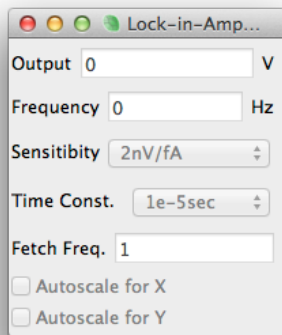 Lock-in-Amp...
Output 0 V
Frequency 0 Hz
Sensitibity 2nV/fA
Time Const. 1e-5sec
Fetch Freq. 1
Autoscale for X
Autoscale for Y